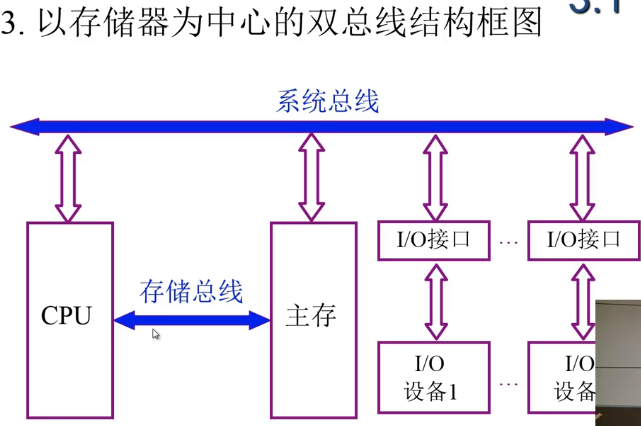 3. 以存储器为中心的双总线结构框图
3.1
系统总线
I/O接口
…
I/O接口
存储总线
CPU
主存
I/O
设备1
…
I/O
设备